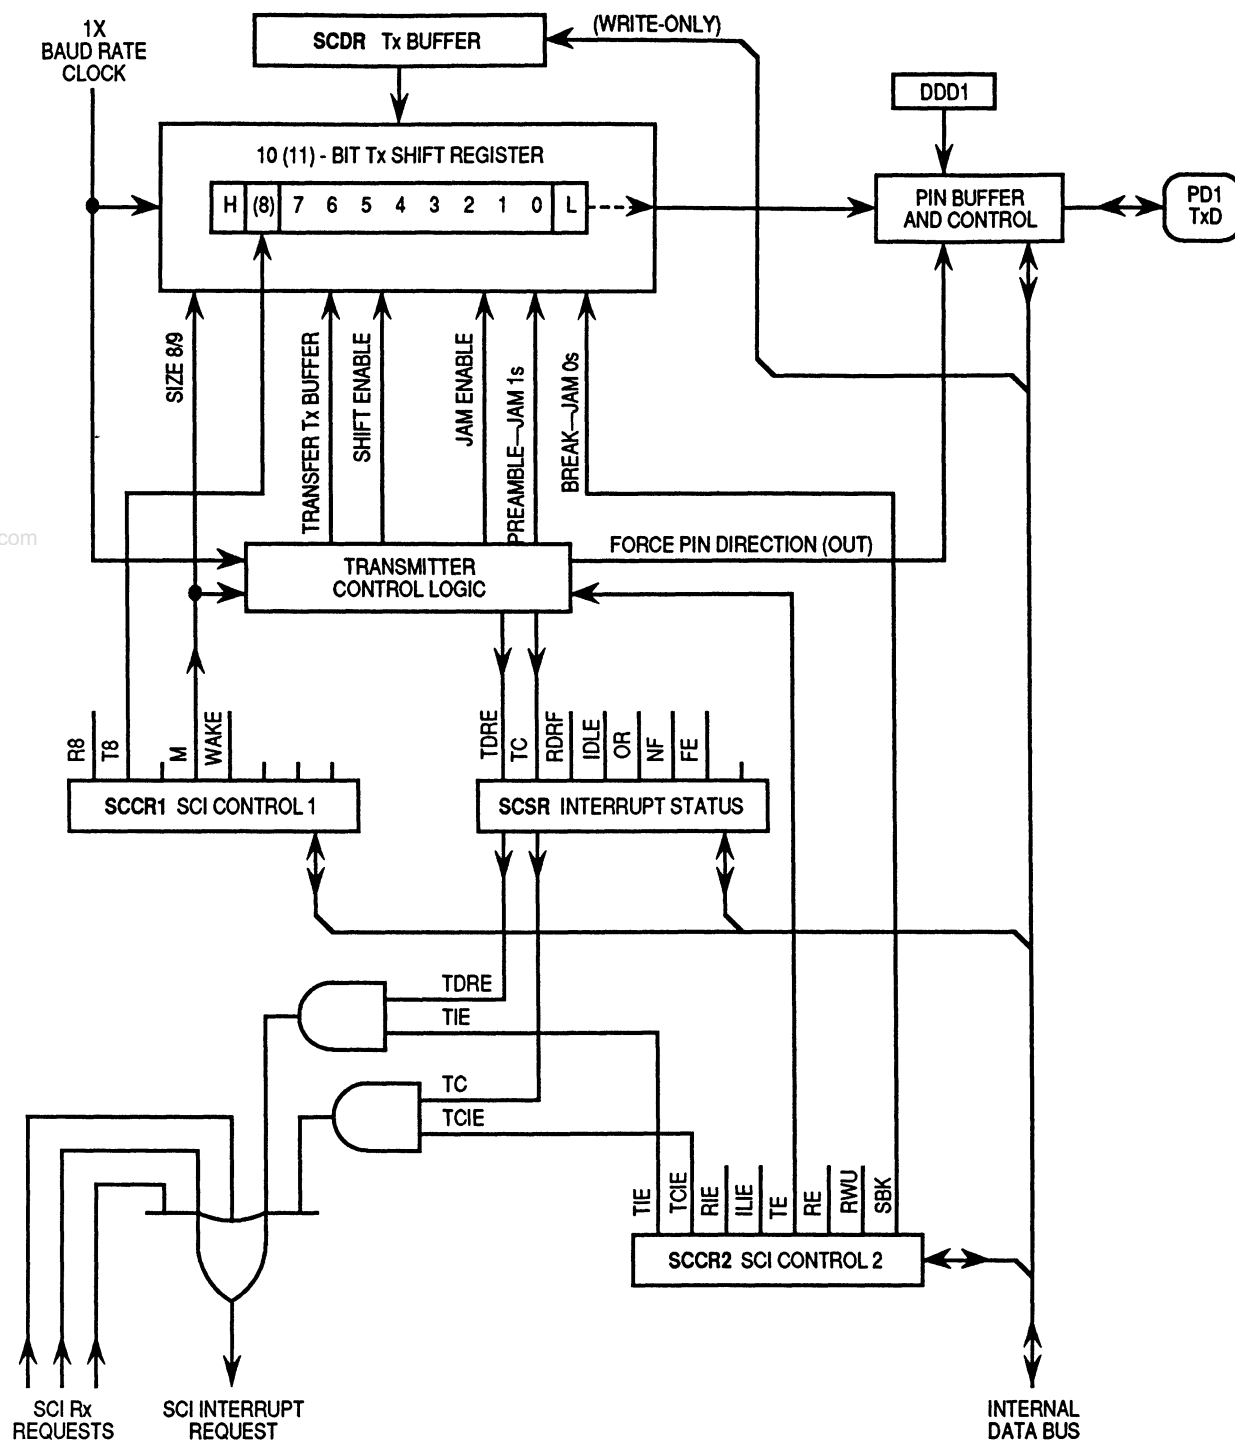 1X
BAUD RATE
CLOCK
SCDR Tx BUFFER
(WRITE-ONLY)
DDD1
10 (11) - BIT Tx SHIFT REGISTER
H (8) 7 6 5 4 3 2 1 0 L
PIN BUFFER
AND CONTROL
PD1
TxD
SIZE 8/9
TRANSFER Tx BUFFER
SHIFT ENABLE
JAM ENABLE
PREAMBLE—JAM 1s
BREAK—JAM 0s
com
FORCE PIN DIRECTION (OUT)
TRANSMITTER
CONTROL LOGIC
R8
T8
M
WAKE
TDRE
TC
RDRF
IDLE
OR
NF
FE
SCCR1 SCI CONTROL 1
SCSR INTERRUPT STATUS
TDRE
TIE
TC
TCIE
TIE
TCIE
RIE
ILIE
TE
RE
RWU
SBK
SCCR2 SCI CONTROL 2
SCI Rx
REQUESTS
SCI INTERRUPT
REQUEST
INTERNAL
DATA BUS